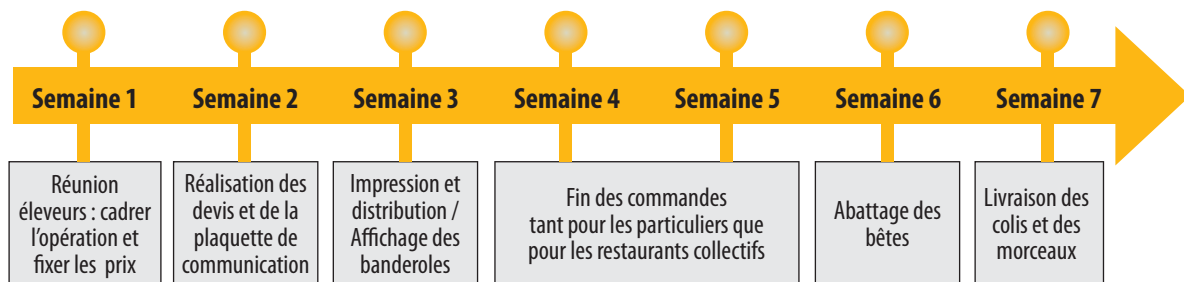 Semaine 1
Semaine 2
Semaine 3
Semaine 4
Semaine 5
Semaine 6
Semaine 7
Réunion
éleveurs : cadrer
l'opération et
fixer les prix
Réalisation des
devis et de la
plaquette de
communication
Impression et
distribution /
Affichage des
banderoles
Fin des commandes
tant pour les particuliers que
pour les restaurants collectifs
Abattage des
bêtes
Livraison des
colis et des
morceaux